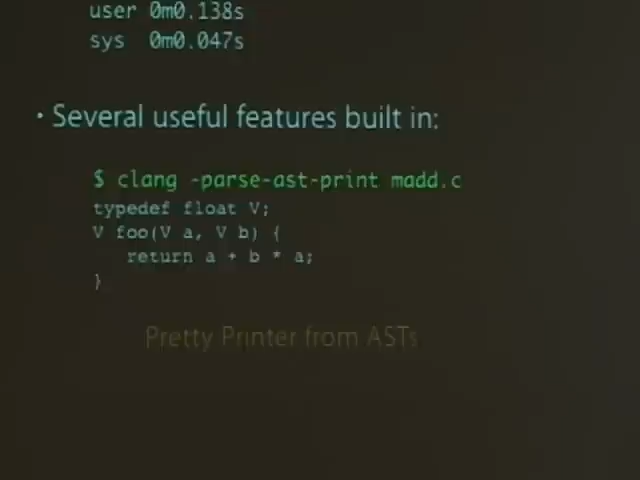 user 0m0.138s
sys 0m0.047s
• Several useful features built in:
$ clang -parse-ast-print madd.c
typedef float V;
V foo(V a, V b) {
return a + b * a;
}
Pretty Printer from ASTs